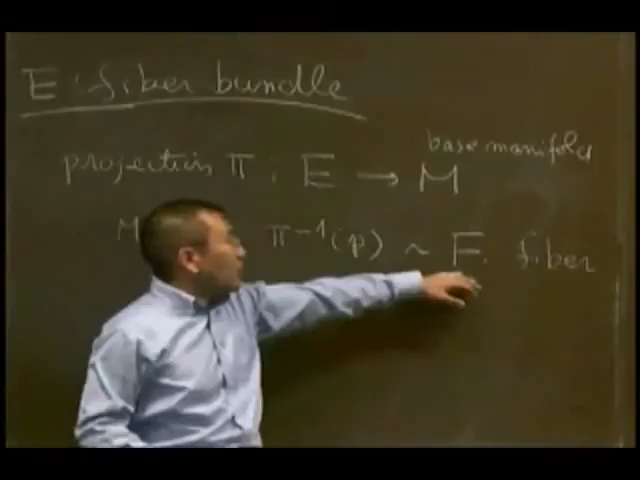 E : fiber bundle
base manifold
projection π : E → M
M π-1(p) ~ F. fiber